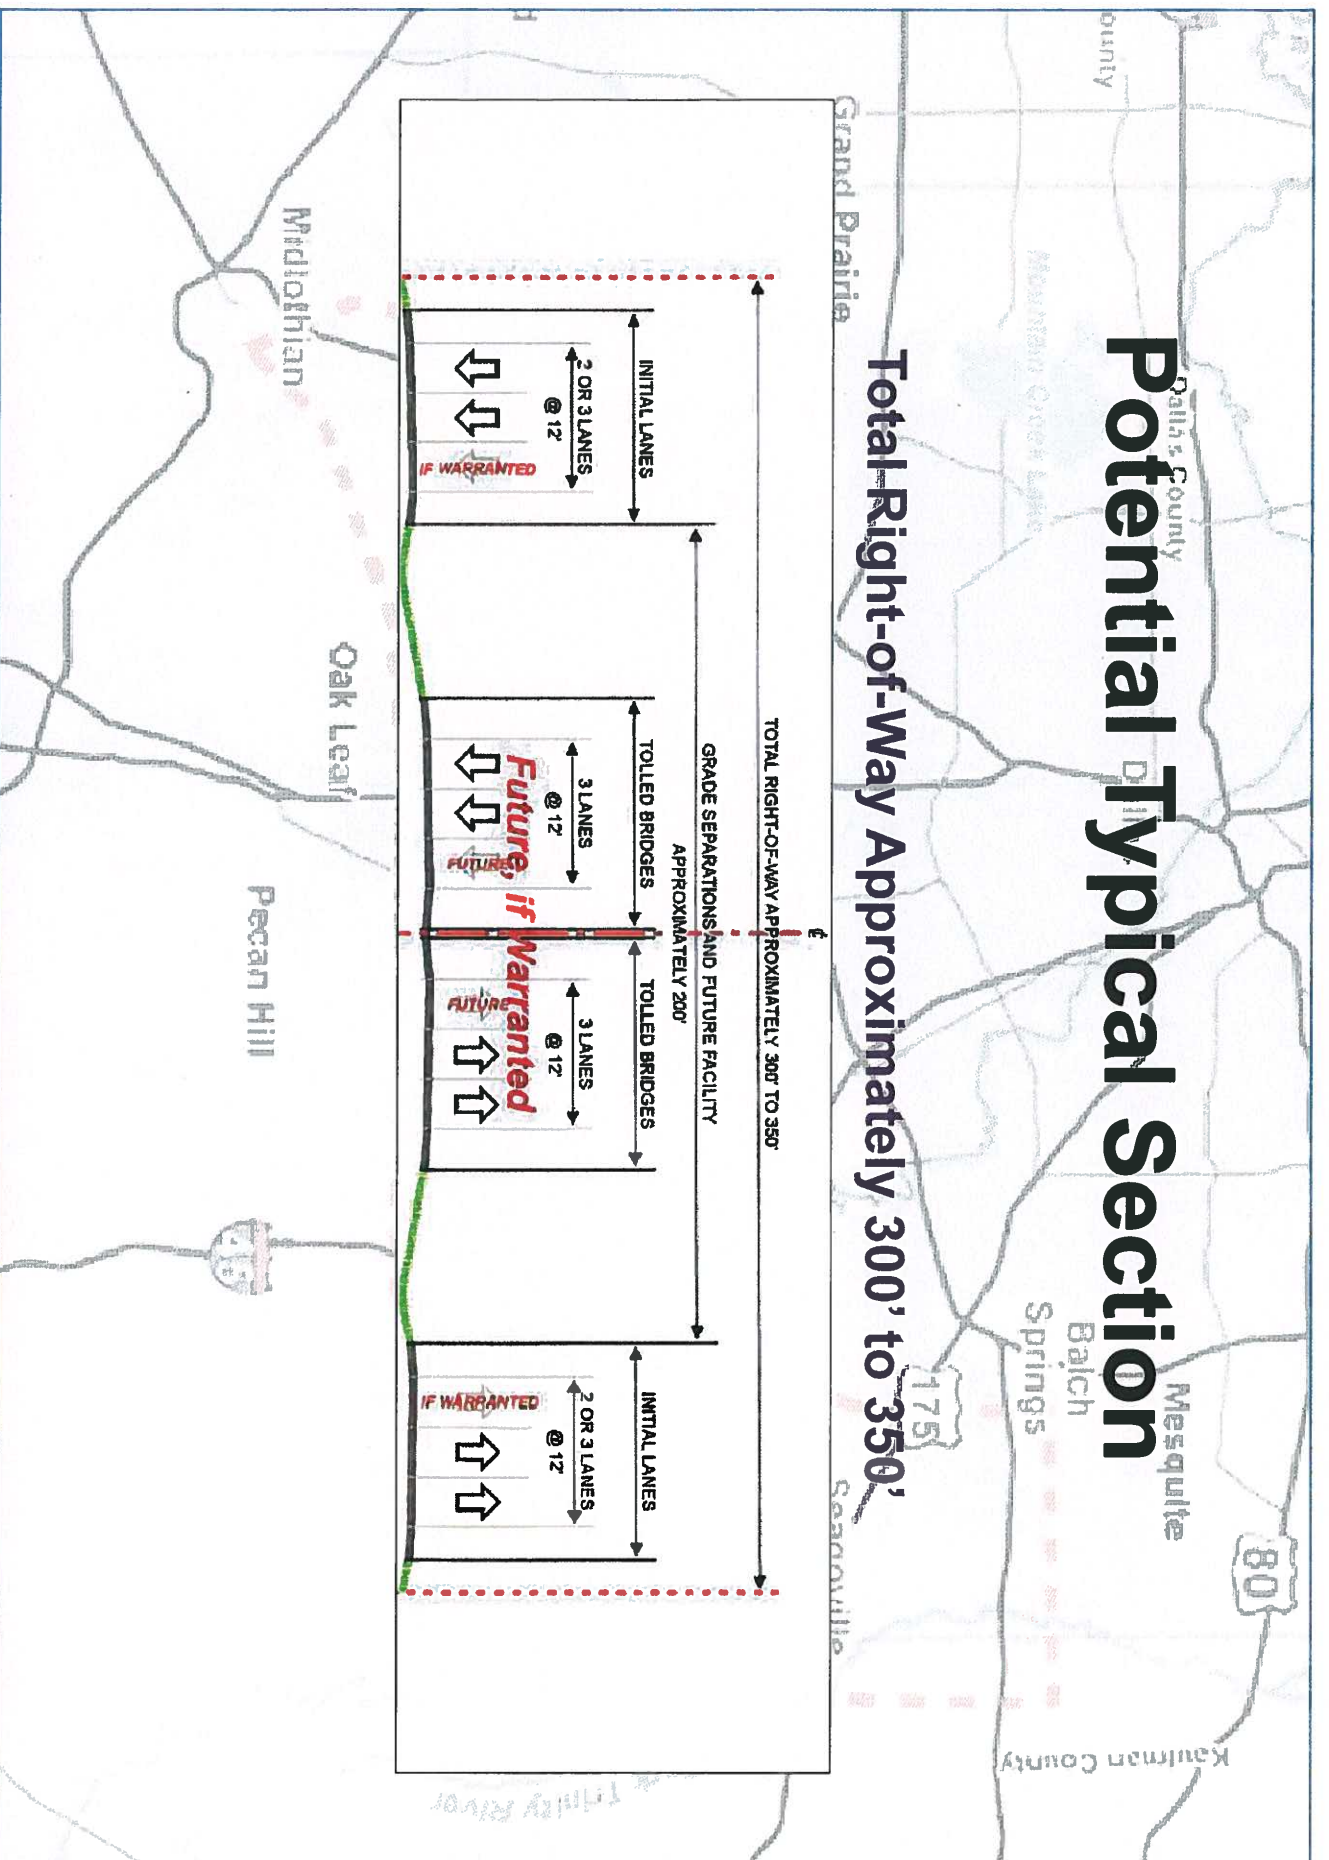 Potential Typical Section
Total Right-of-Way Approximately 300' to 350'
TOTAL RIGHT-OF-WAY APPROXIMATELY 300' TO 350'
GRADE SEPARATIONS AND FUTURE FACILITY
APPROXIMATELY 200'
INITIAL LANES
2 OR 3 LANES
@ 12'
IF WARRANTED
TOLLED BRIDGES
3 LANES
@ 12'
FUTURE
Future, if Warranted
TOLLED BRIDGES
3 LANES
@ 12'
FUTURE
INITIAL LANES
2 OR 3 LANES
@ 12'
IF WARRANTED
Grand Prairie
Dallas County
Mesquite
80
Balch
Springs
175
Seagoville
Kaufman County
Trinity River
Midlothian
Oak Leaf
Pecan Hill